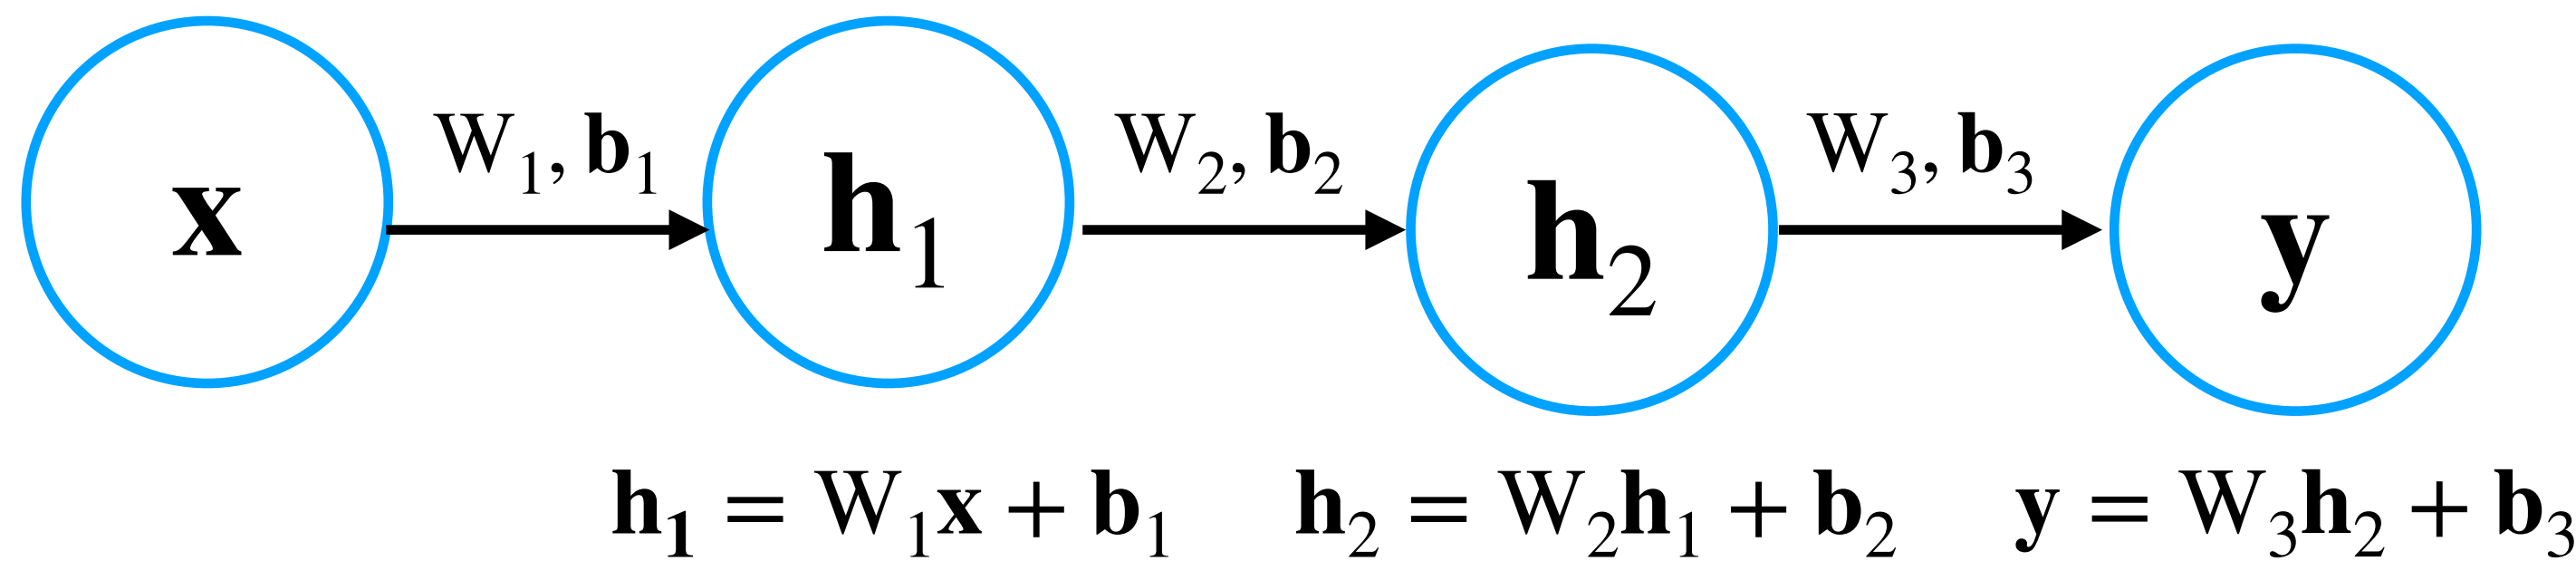 W₁, b₁ W₂, b₂ W₃, b₃
x h₁ h₂ y
h₁ = W₁x + b₁ h₂ = W₂h₁ + b₂ y = W₃h₂ + b₃